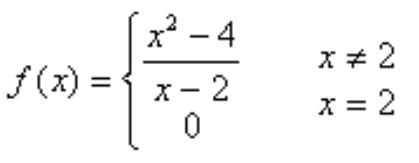 f(x) = { (x² − 4)/(x − 2)   x ≠ 2
0   x = 2